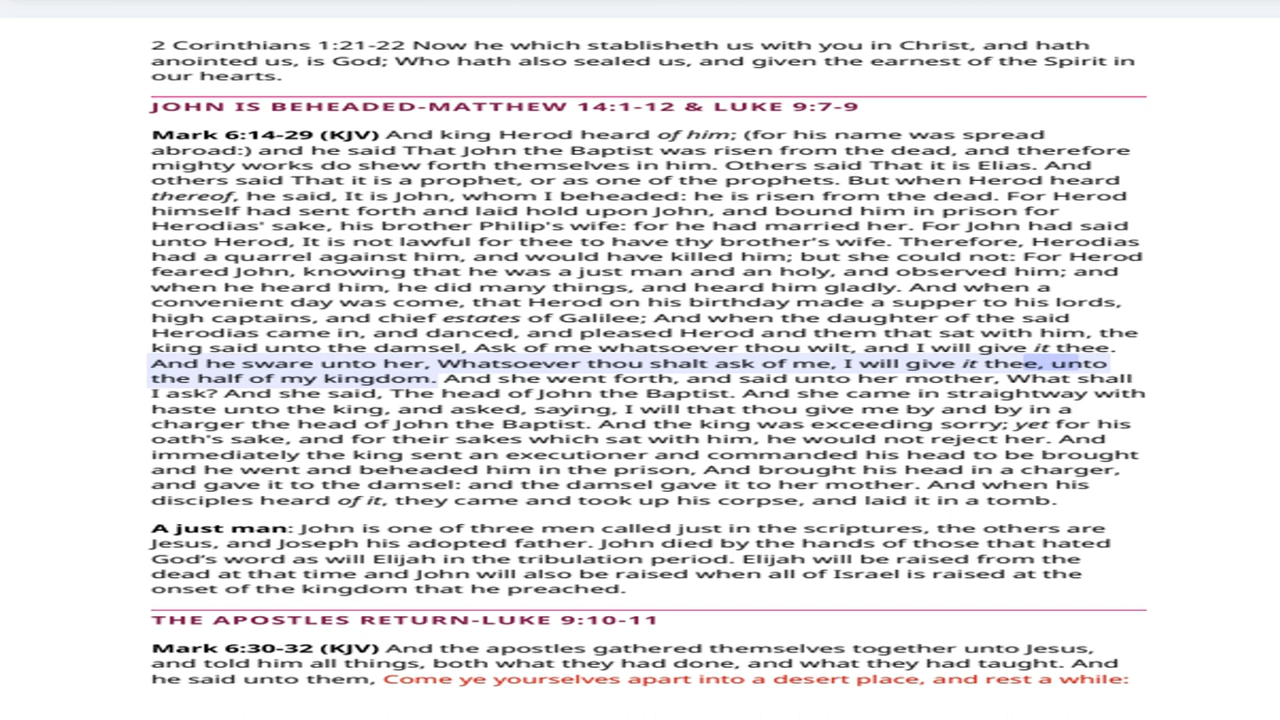 2 Corinthians 1:21-22 Now he which stablisheth us with you in Christ, and hath
anointed us, is God; Who hath also sealed us, and given the earnest of the Spirit in
our hearts.
JOHN IS BEHEADED-MATTHEW 14:1-12 & LUKE 9:7-9
Mark 6:14-29 (KJV) And king Herod heard of him; (for his name was spread
abroad:) and he said That John the Baptist was risen from the dead, and therefore
mighty works do shew forth themselves in him. Others said That it is Elias. And
others said That it is a prophet, or as one of the prophets. But when Herod heard
thereof, he said, It is John, whom I beheaded: he is risen from the dead. For Herod
himself had sent forth and laid hold upon John, and bound him in prison for
Herodias' sake, his brother Philip's wife: for he had married her. For John had said
unto Herod, It is not lawful for thee to have thy brother's wife. Therefore, Herodias
had a quarrel against him, and would have killed him; but she could not: For Herod
feared John, knowing that he was a just man and an holy, and observed him; and
when he heard him, he did many things, and heard him gladly. And when a
convenient day was come, that Herod on his birthday made a supper to his lords,
high captains, and chief estates of Galilee; And when the daughter of the said
Herodias came in, and danced, and pleased Herod and them that sat with him, the
king said unto the damsel, Ask of me whatsoever thou wilt, and I will give it thee.
And he sware unto her, Whatsoever thou shalt ask of me, I will give it thee, unto
the half of my kingdom. And she went forth, and said unto her mother, What shall
I ask? And she said, The head of John the Baptist. And she came in straightway with
haste unto the king, and asked, saying, I will that thou give me by and by in a
charger the head of John the Baptist. And the king was exceeding sorry; yet for his
oath's sake, and for their sakes which sat with him, he would not reject her. And
immediately the king sent an executioner and commanded his head to be brought
and he went and beheaded him in the prison, And brought his head in a charger,
and gave it to the damsel: and the damsel gave it to her mother. And when his
disciples heard of it, they came and took up his corpse, and laid it in a tomb.
A just man: John is one of three men called just in the scriptures, the others are
Jesus, and Joseph his adopted father. John died by the hands of those that hated
God's word as will Elijah in the tribulation period. Elijah will be raised from the
dead at that time and John will also be raised when all of Israel is raised at the
onset of the kingdom that he preached.
THE APOSTLES RETURN-LUKE 9:10-11
Mark 6:30-32 (KJV) And the apostles gathered themselves together unto Jesus,
and told him all things, both what they had done, and what they had taught. And
he said unto them, Come ye yourselves apart into a desert place, and rest a while: